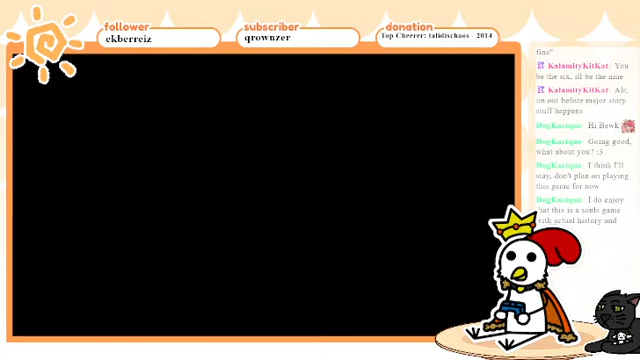 follower
ekberreiz
subscriber
qrownzer
donation
Top Cheerer: talidischaos - 2014
fine"
KalamityKitKat: You
be the six, ill be the nine
KalamityKitKat: Alr,
im out before major story
stuff happens
DogKasique: Hi Bawk
DogKasique: Going good,
what about you? :3
DogKasique: I think I'll
stay, don't plan on playing
this game for now
DogKasique: I do enjoy
that this is a souls game
with actual history and